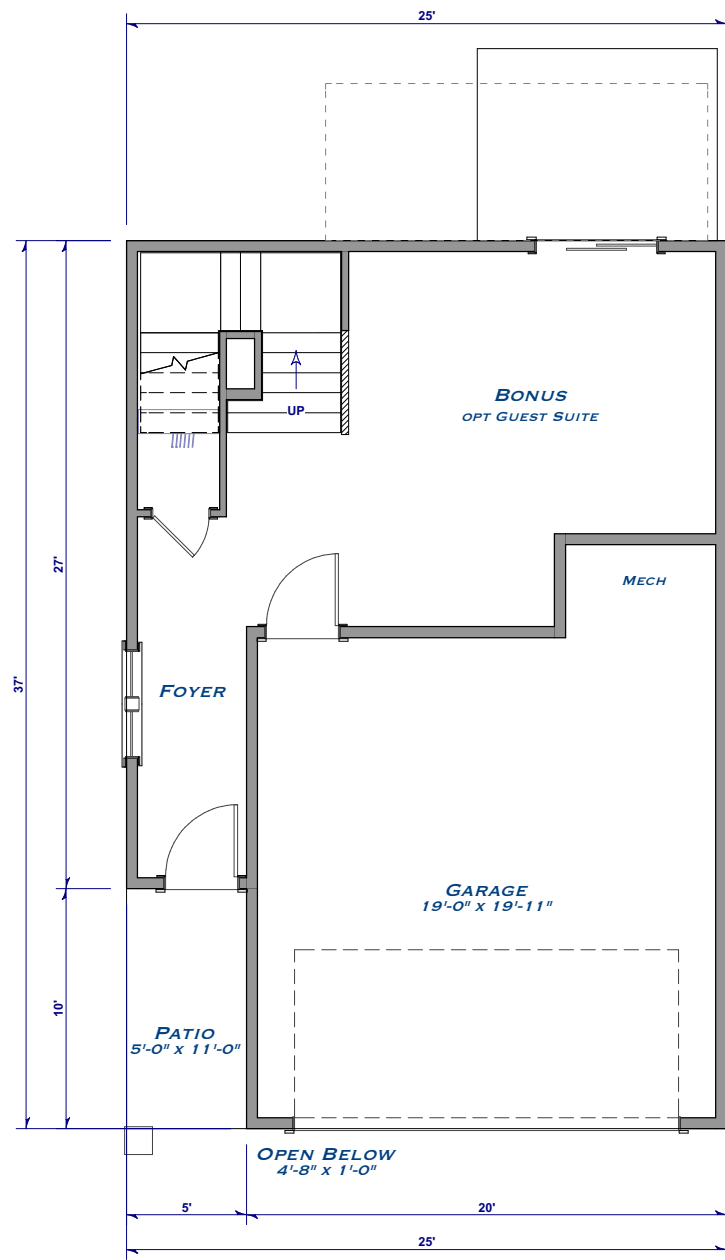 25'
BONUS
OPT GUEST SUITE
UP
27'
MECH
37'
FOYER
GARAGE
19'-0" X 19'-11"
10'
PATIO
5'-0" X 11'-0"
OPEN BELOW
4'-8" X 1'-0"
5'
20'
25'